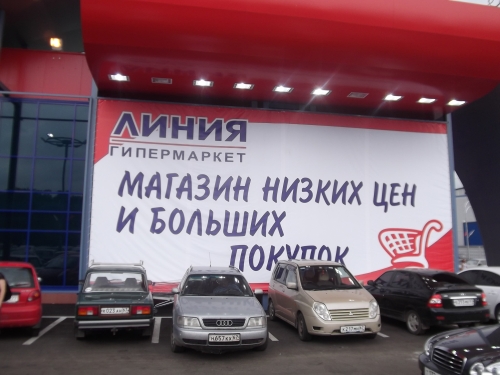 ЛИНИЯ
ГИПЕРМАРКЕТ
МАГАЗИН НИЗКИХ ЦЕН
И БОЛЬШИХ
ПОКУПОК